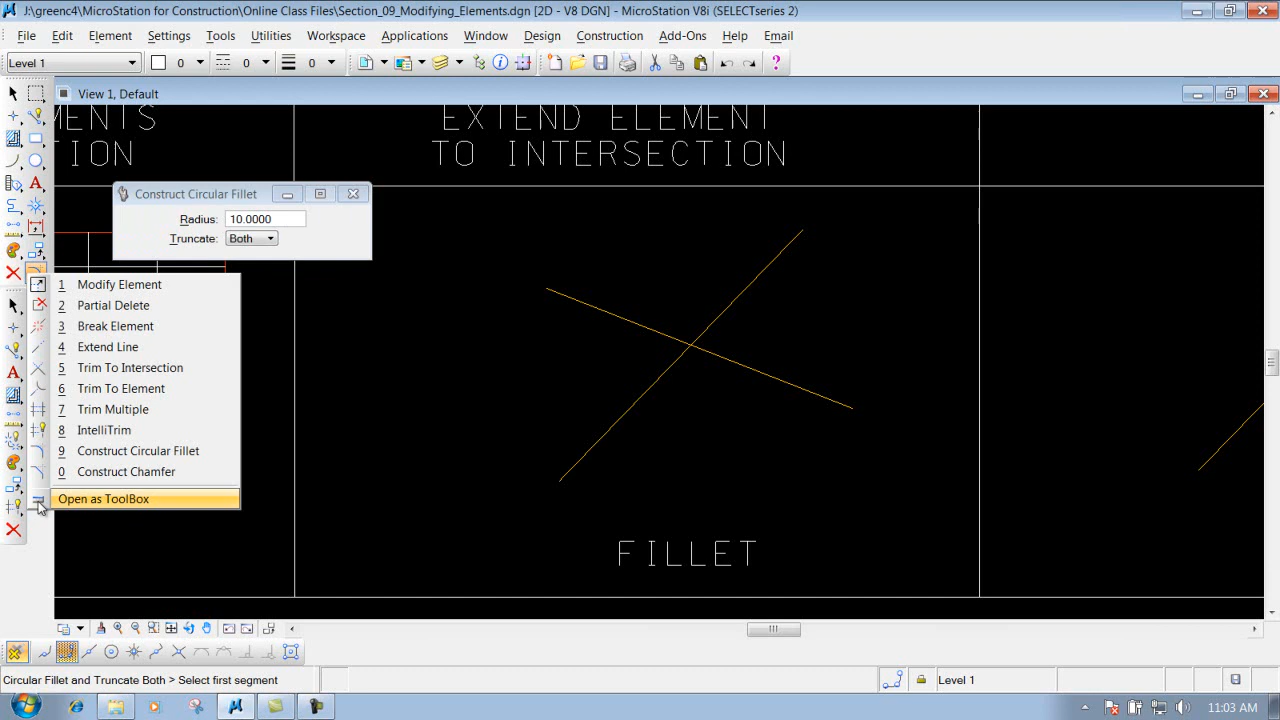 J:\greenc4\MicroStation for Construction\Online Class Files\Section_09_Modifying_Elements.dgn [2D - V8 DGN] - MicroStation V8i (SELECTseries 2)
File Edit Element Settings Tools Utilities Workspace Applications Window Design Construction Add-Ons Email
Level 1 0 0 0
View 1, Default
MENTS
TION
EXTEND ELEMENT
TO INTERSECTION
Construct Circular Fillet
Radius: 10.0000
Truncate: Both
1 Modify Element
2 Partial Delete
3 Break Element
4 Extend Line
5 Trim To Intersection
6 Trim To Element
7 Trim Multiple
8 IntelliTrim
9 Construct Circular Fillet
0 Construct Chamfer
Open as ToolBox
FILLET
Circular Fillet and Truncate Both > Select first segment
Level 1
11:03 AM